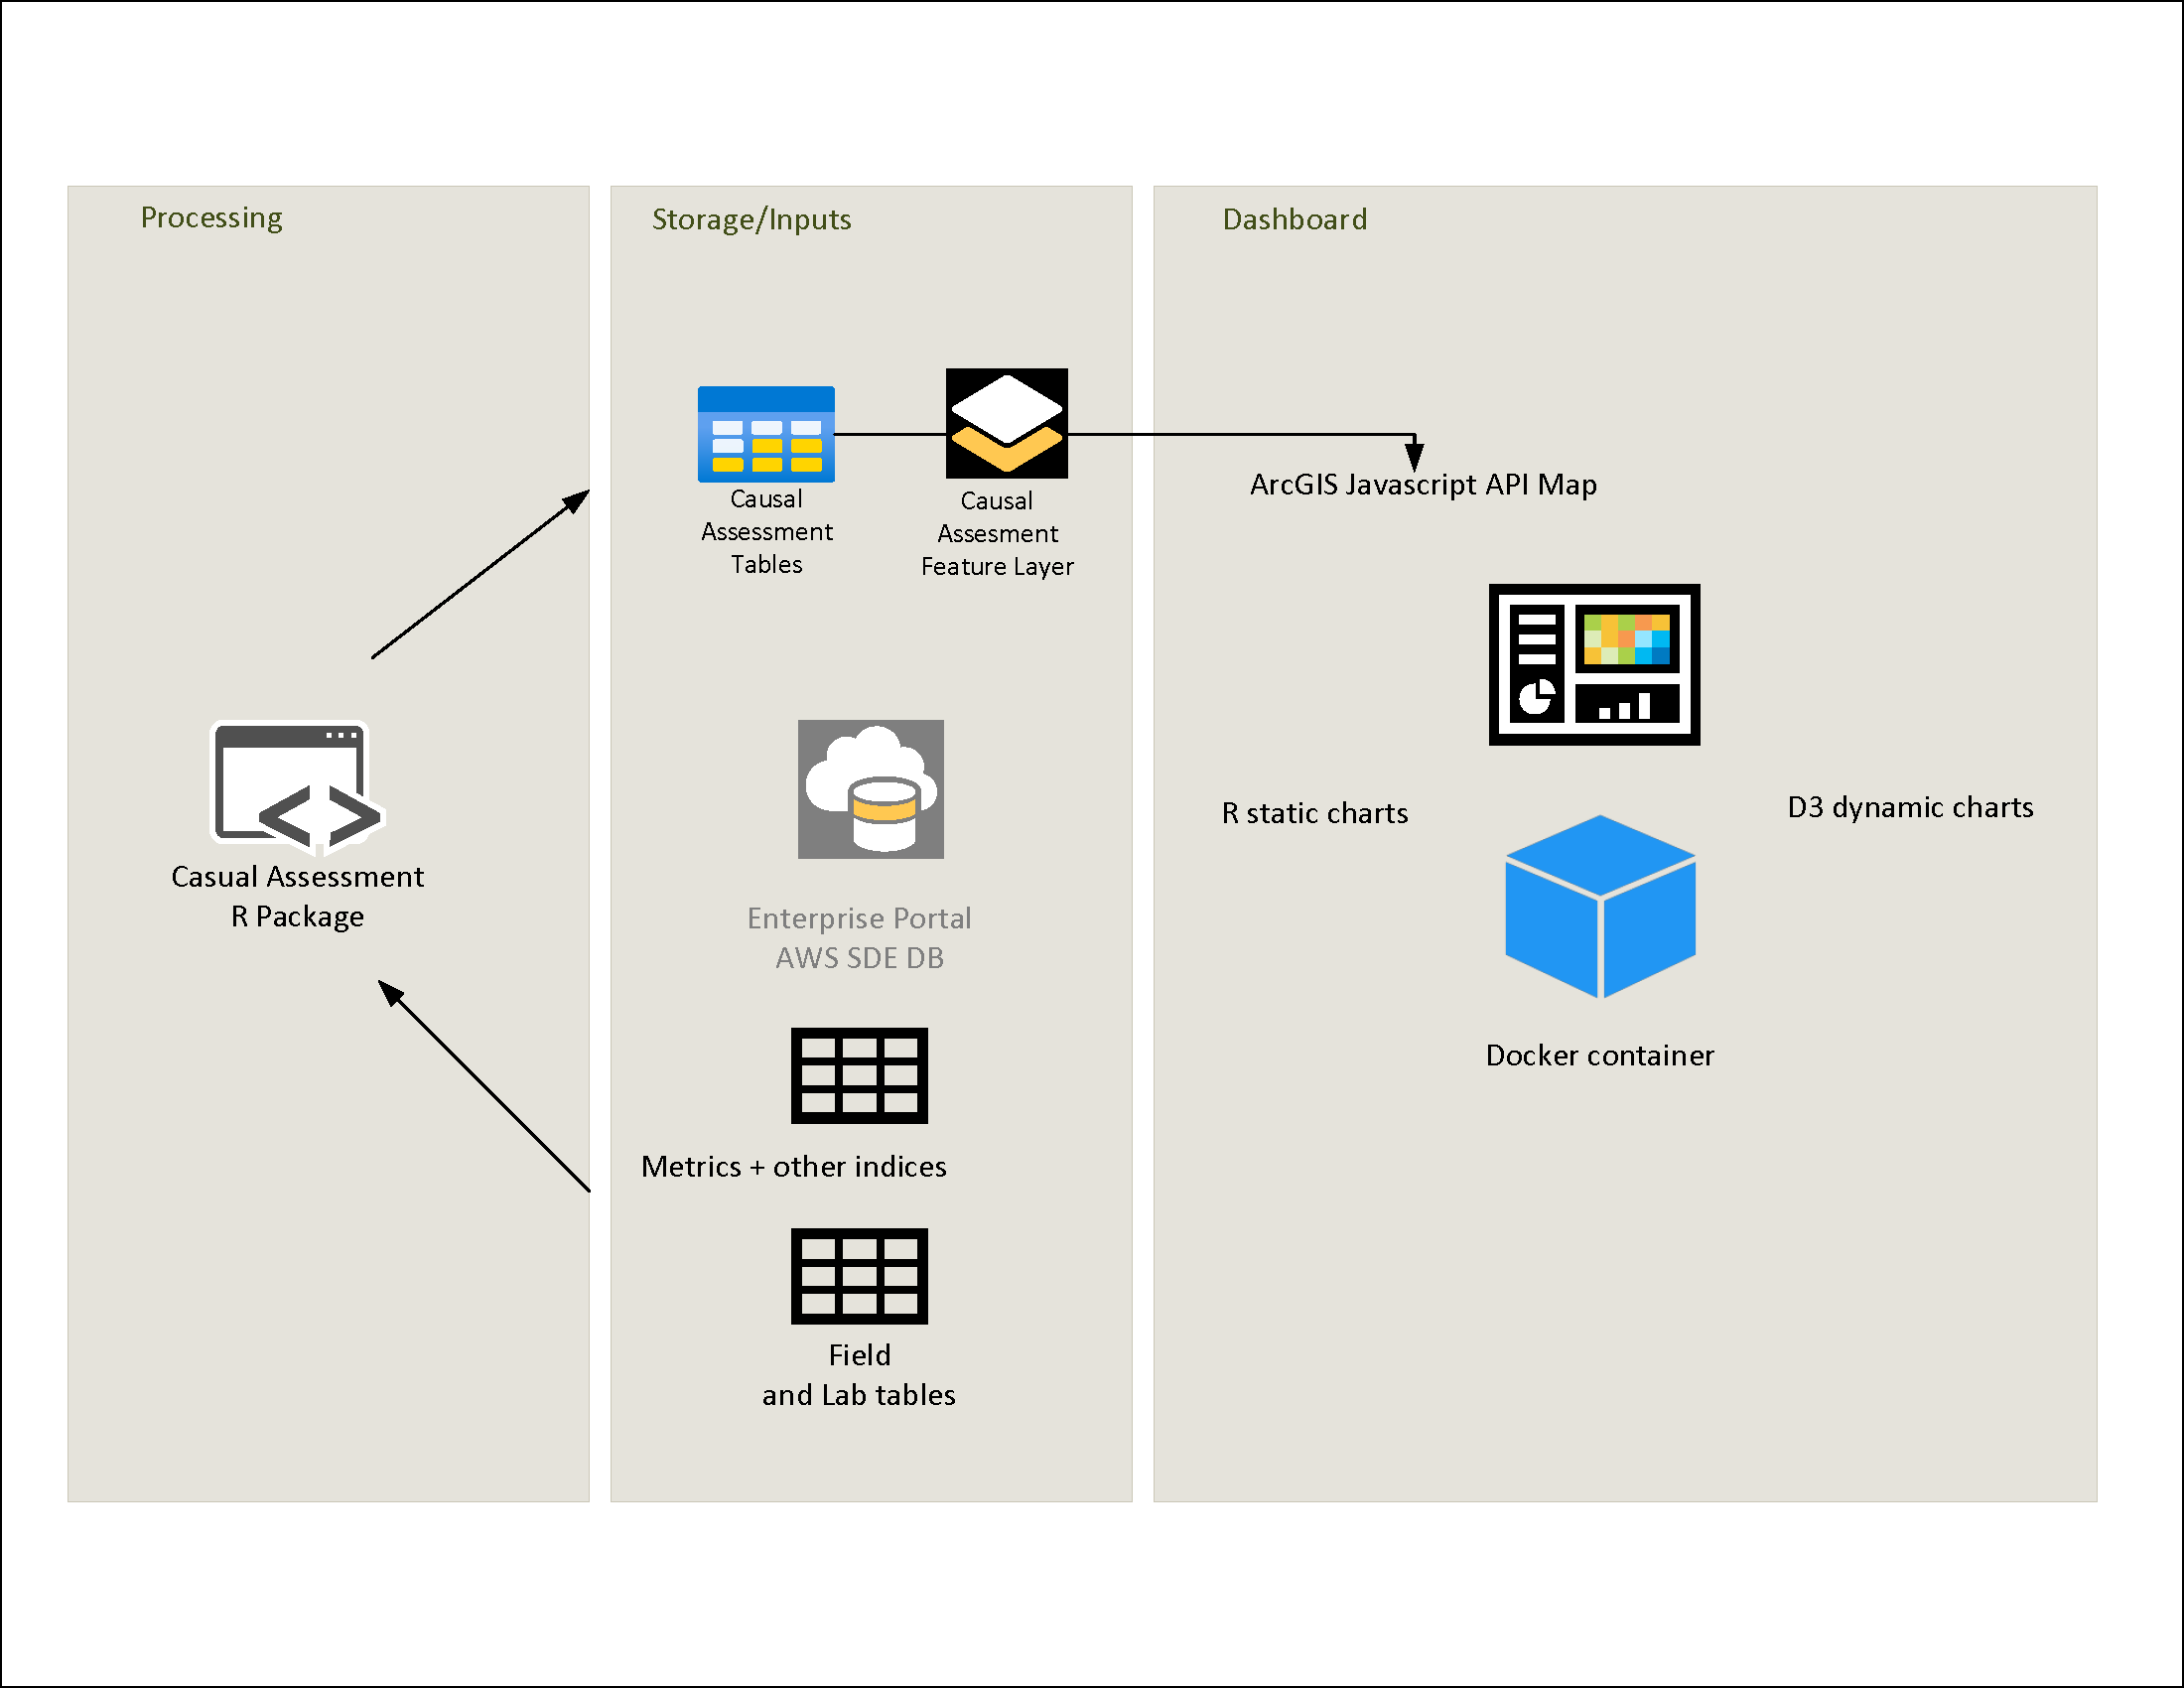 Processing
Storage/Inputs
Dashboard
Causal
Assessment
Tables
Causal
Assesment
Feature Layer
ArcGIS Javascript API Map
Casual Assessment
R Package
Enterprise Portal
AWS SDE DB
R static charts
D3 dynamic charts
Docker container
Metrics + other indices
Field
and Lab tables